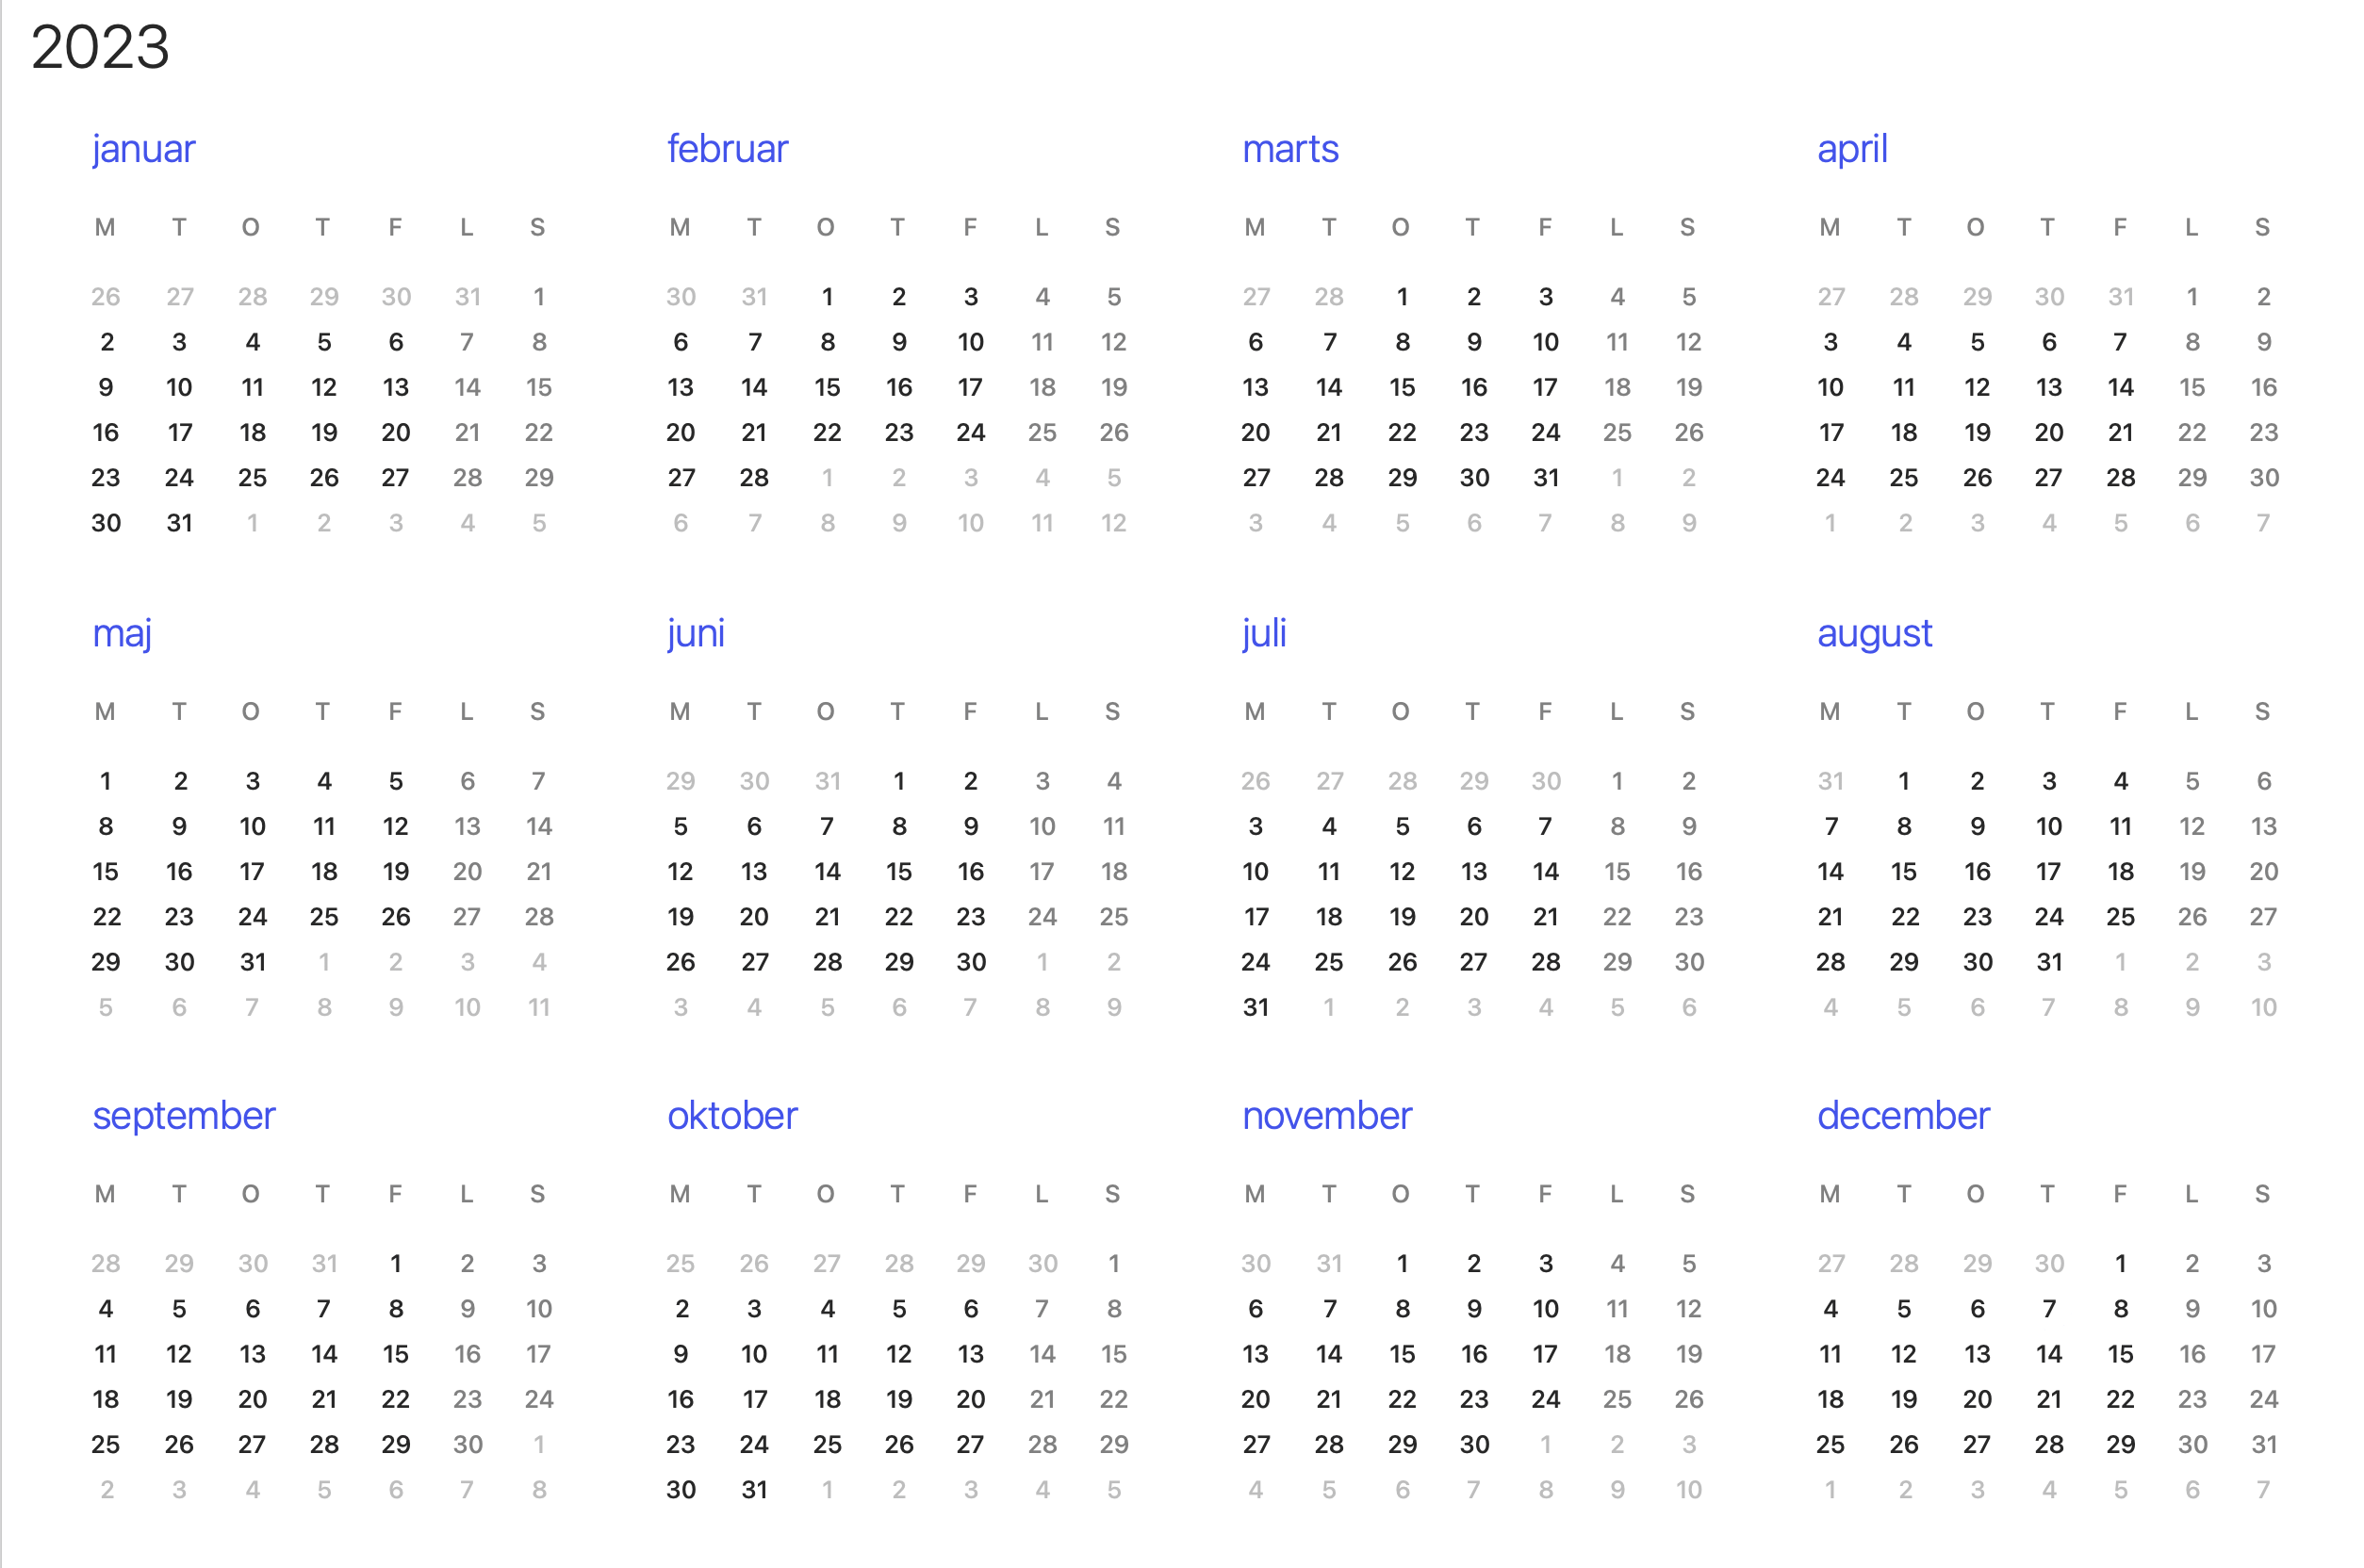 2023
januar februar marts april
M T O T F L S M T O T F L S M T O T F L S M T O T F L S
26 27 28 29 30 31 1 30 31 1 2 3 4 5 27 28 1 2 3 4 5 27 28 29 30 31 1 2
2 3 4 5 6 7 8 6 7 8 9 10 11 12 6 7 8 9 10 11 12 3 4 5 6 7 8 9
9 10 11 12 13 14 15 13 14 15 16 17 18 19 13 14 15 16 17 18 19 10 11 12 13 14 15 16
16 17 18 19 20 21 22 20 21 22 23 24 25 26 20 21 22 23 24 25 26 17 18 19 20 21 22 23
23 24 25 26 27 28 29 27 28 1 2 3 4 5 27 28 29 30 31 1 2 24 25 26 27 28 29 30
30 31 1 2 3 4 5 6 7 8 9 10 11 12 3 4 5 6 7 8 9 1 2 3 4 5 6 7
maj juni juli august
M T O T F L S M T O T F L S M T O T F L S M T O T F L S
1 2 3 4 5 6 7 29 30 31 1 2 3 4 26 27 28 29 30 1 2 31 1 2 3 4 5 6
8 9 10 11 12 13 14 5 6 7 8 9 10 11 3 4 5 6 7 8 9 7 8 9 10 11 12 13
15 16 17 18 19 20 21 12 13 14 15 16 17 18 10 11 12 13 14 15 16 14 15 16 17 18 19 20
22 23 24 25 26 27 28 19 20 21 22 23 24 25 17 18 19 20 21 22 23 21 22 23 24 25 26 27
29 30 31 1 2 3 4 26 27 28 29 30 1 2 24 25 26 27 28 29 30 28 29 30 31 1 2 3
5 6 7 8 9 10 11 3 4 5 6 7 8 9 31 1 2 3 4 5 6 4 5 6 7 8 9 10
september oktober november december
M T O T F L S M T O T F L S M T O T F L S M T O T F L S
28 29 30 31 1 2 3 25 26 27 28 29 30 1 30 31 1 2 3 4 5 27 28 29 30 1 2 3
4 5 6 7 8 9 10 2 3 4 5 6 7 8 6 7 8 9 10 11 12 4 5 6 7 8 9 10
11 12 13 14 15 16 17 9 10 11 12 13 14 15 13 14 15 16 17 18 19 11 12 13 14 15 16 17
18 19 20 21 22 23 24 16 17 18 19 20 21 22 20 21 22 23 24 25 26 18 19 20 21 22 23 24
25 26 27 28 29 30 1 23 24 25 26 27 28 29 27 28 29 30 1 2 3 25 26 27 28 29 30 31
2 3 4 5 6 7 8 30 31 1 2 3 4 5 4 5 6 7 8 9 10 1 2 3 4 5 6 7